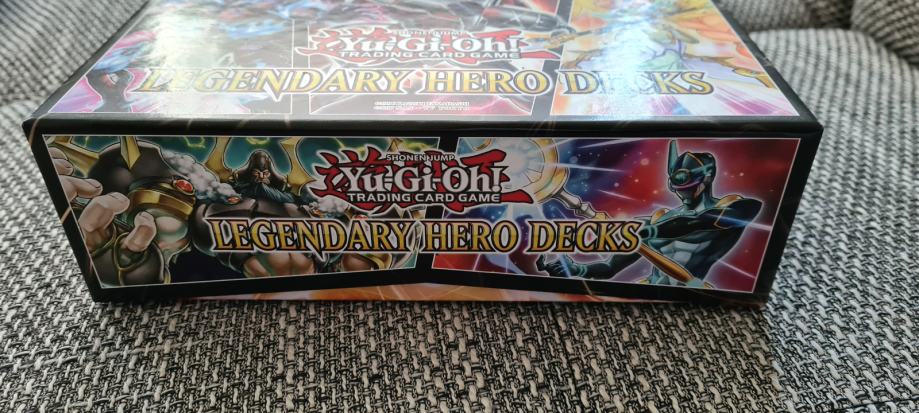 SHONEN JUMP
Yu-Gi-Oh!
TRADING CARD GAME
LEGENDARY HERO DECKS
SHONEN JUMP
Yu-Gi-Oh!
TRADING CARD GAME
LEGENDARY HERO DECKS